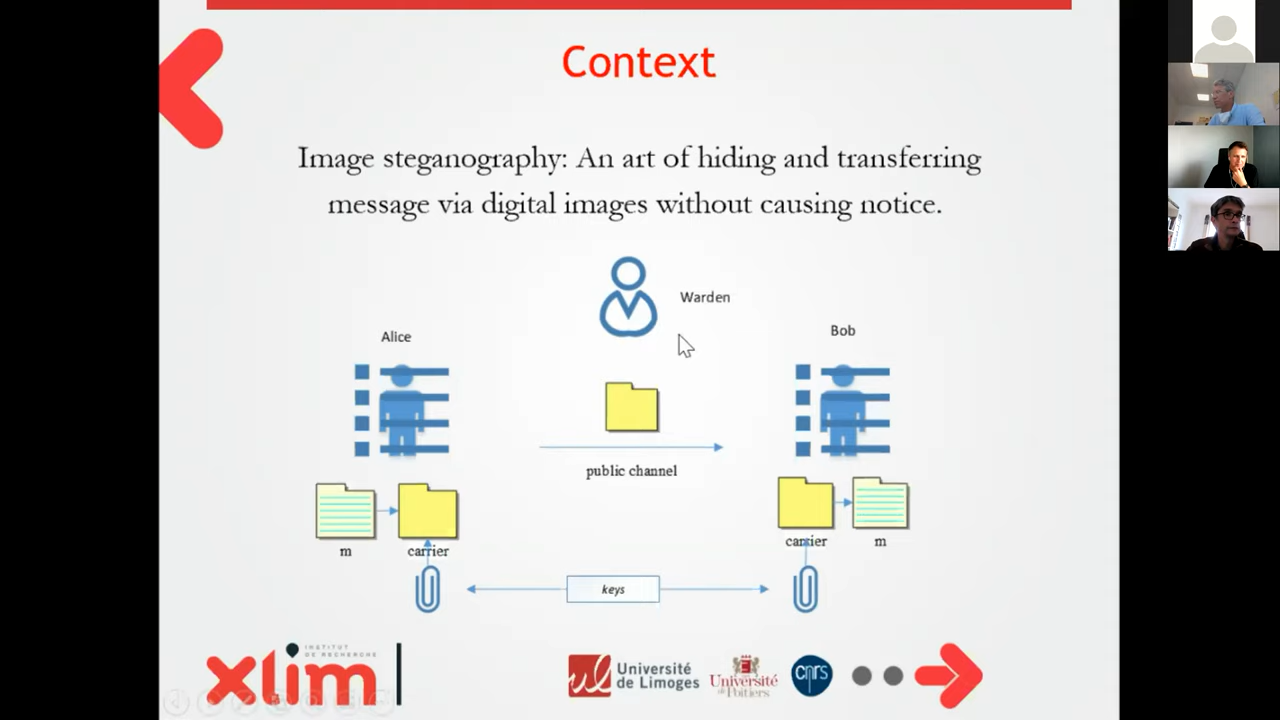 Context
Image steganography: An art of hiding and transferring
message via digital images without causing notice.
Warden
Alice
Bob
public channel
m
carrier
carrier
m
keys
xlim
INSTITUT
DE RECHERCHE
Université
de Limoges
Université
de Poitiers
cnrs